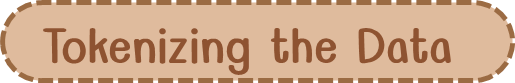 Tokenizing the Data